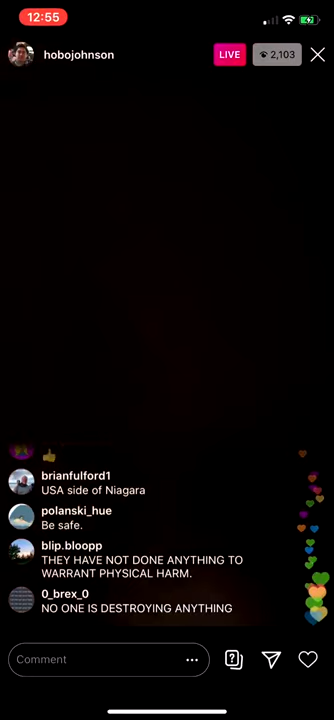 12:55
hobojohnson
LIVE
2,103
brianfulford1
USA side of Niagara
polanski_hue
Be safe.
blip.bloopp
THEY HAVE NOT DONE ANYTHING TO
WARRANT PHYSICAL HARM.
0_brex_0
NO ONE IS DESTROYING ANYTHING
Comment